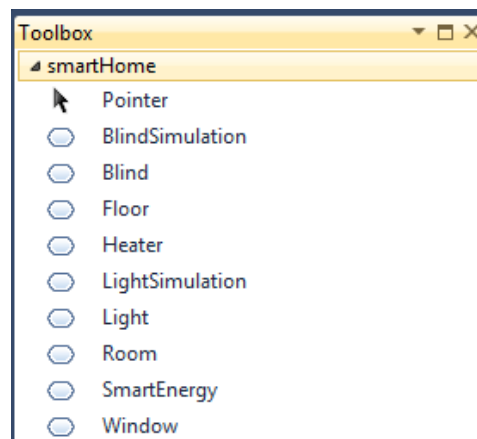 Toolbox
smartHome
Pointer
BlindSimulation
Blind
Floor
Heater
LightSimulation
Light
Room
SmartEnergy
Window